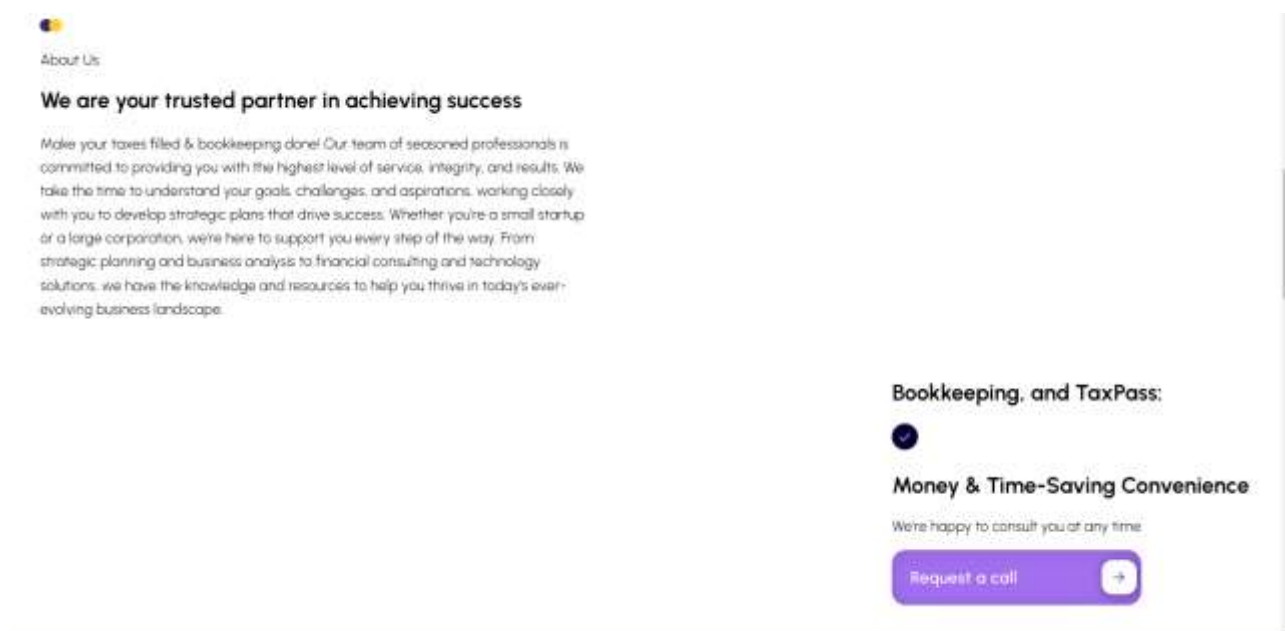 About Us
We are your trusted partner in achieving success
Make your taxes filled & bookkeeping done! Our team of seasoned professionals is
committed to providing you with the highest level of service, integrity, and results. We
take the time to understand your goals, challenges, and aspirations, working closely
with you to develop strategic plans that drive success. Whether you're a small startup
or a large corporation, we're here to support you every step of the way. From
strategic planning and business analysis to financial consulting and technology
solutions, we have the knowledge and resources to help you thrive in today's ever-
evolving business landscape.
Bookkeeping, and TaxPass:
Money & Time-Saving Convenience
We're happy to consult you at any time
Request a call